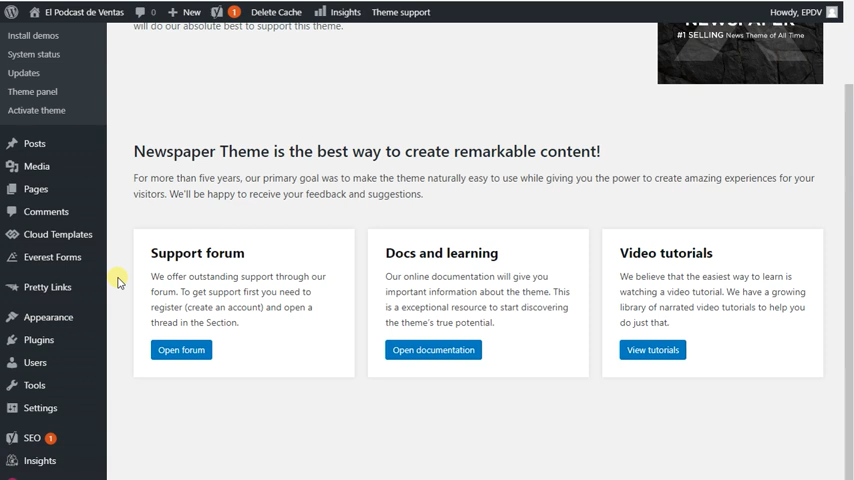 El Podcast de Ventas 0 New 1 Delete Cache Insights Theme support Howdy, EPDV
Install demos
System status
Updates
Theme panel
Activate theme
Posts
Media
Pages
Comments
Cloud Templates
Everest Forms
Pretty Links
Appearance
Plugins
Users
Tools
Settings
SEO 1
Insights
will do our absolute best to support this theme.
NEWSPAPER
#1 SELLING News Theme of All Time
Newspaper Theme is the best way to create remarkable content!
For more than five years, our primary goal was to make the theme naturally easy to use while giving you the power to create amazing experiences for your
visitors. We'll be happy to receive your feedback and suggestions.
Support forum
We offer outstanding support through our
forum. To get support first you need to
register (create an account) and open a
thread in the Section.
Open forum
Docs and learning
Our online documentation will give you
important information about the theme. This
is a exceptional resource to start discovering
the theme's true potential.
Open documentation
Video tutorials
We believe that the easiest way to learn is
watching a video tutorial. We have a growing
library of narrated video tutorials to help you
do just that.
View tutorials